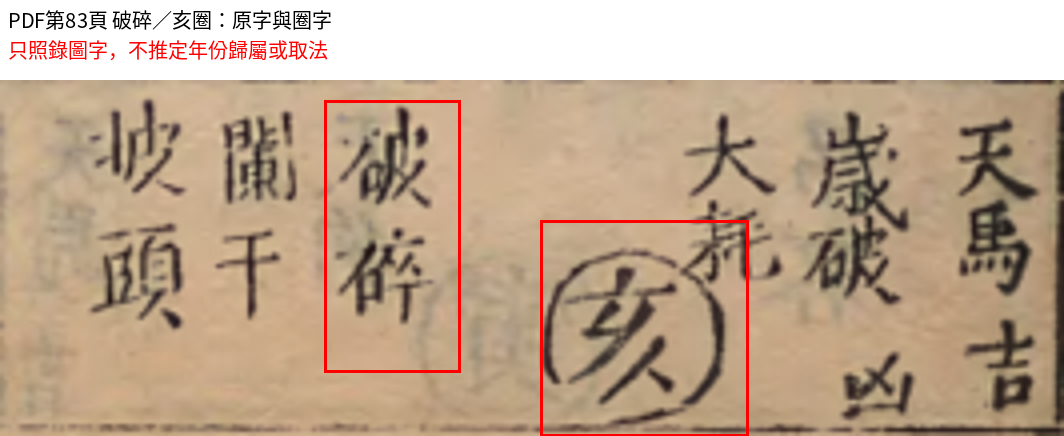 PDF第83頁 破碎／亥圈：原字與圈字
只照錄圖字，不推定年份歸屬或取法
天馬 吉
歲破 凶
大耗
亥
破碎
闌干
披頭